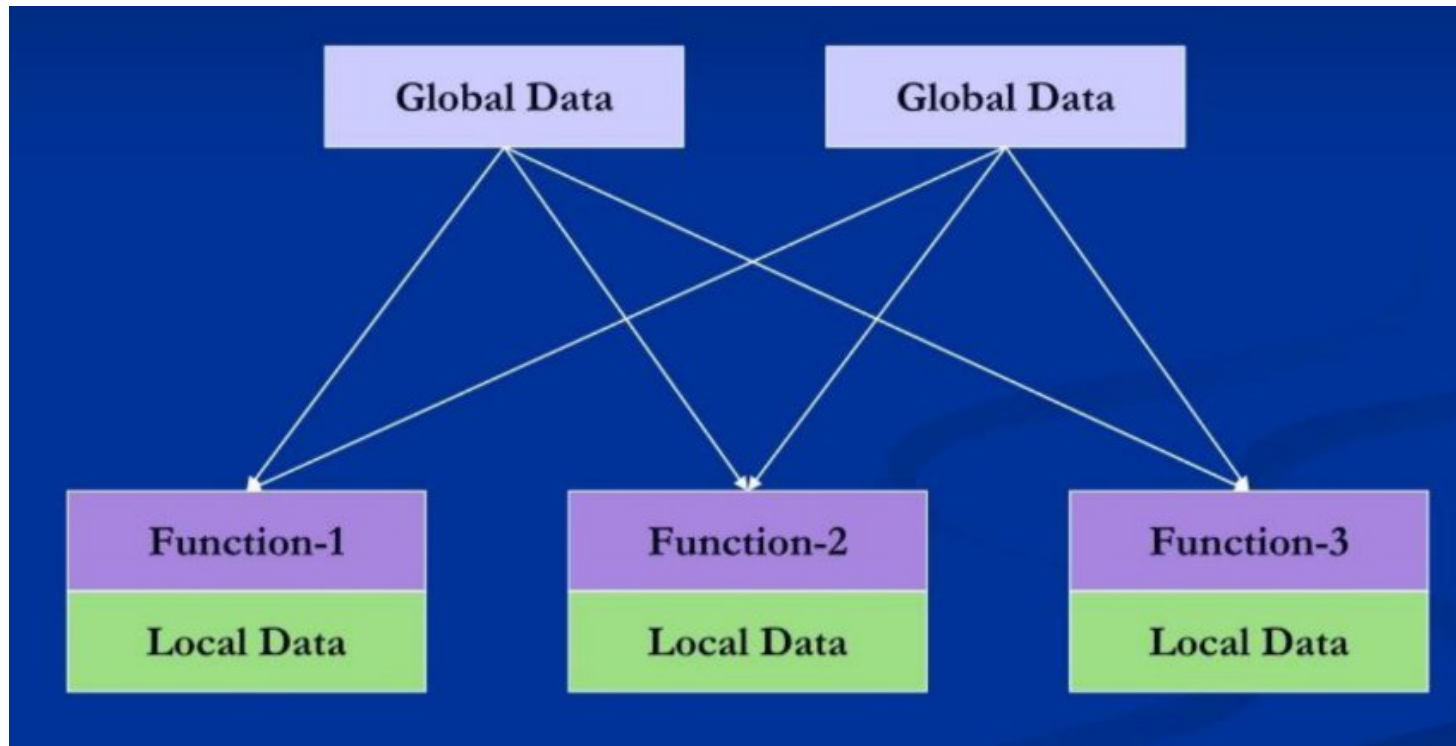 Global Data
Global Data
Function-1
Function-2
Function-3
Local Data
Local Data
Local Data